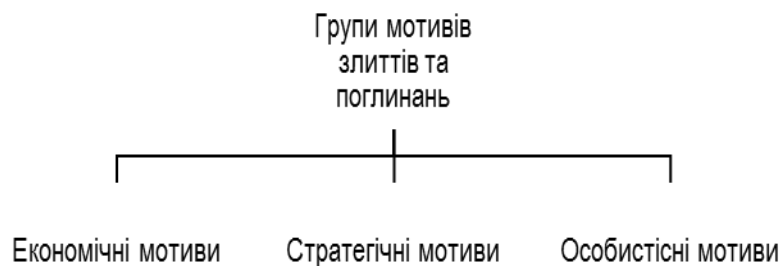 Групи мотивів
злиттів та
поглинань
Економічні мотиви
Стратегічні мотиви
Особистісні мотиви